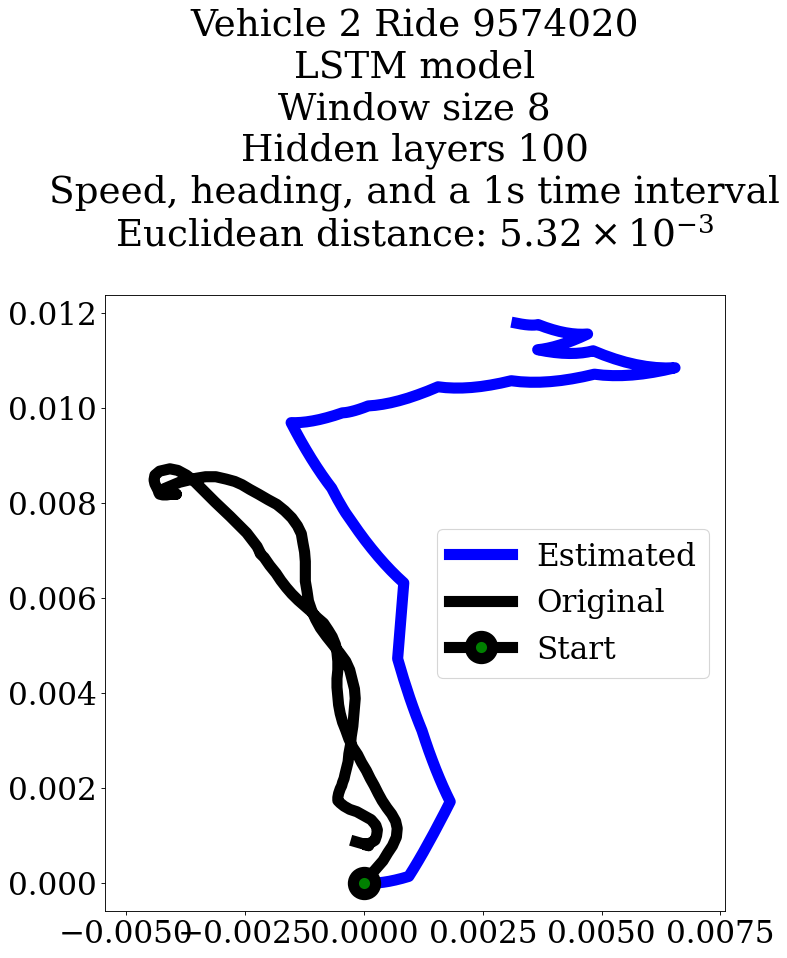 Vehicle 2 Ride 9574020
LSTM model
Window size 8
Hidden layers 100
Speed, heading, and a 1s time interval
Euclidean distance: 5.32 × 10⁻³
0.012
0.010
0.008
0.006
0.004
0.002
0.000
Estimated
Original
Start
−0.0050 −0.0025 0.0000 0.0025 0.0050 0.0075